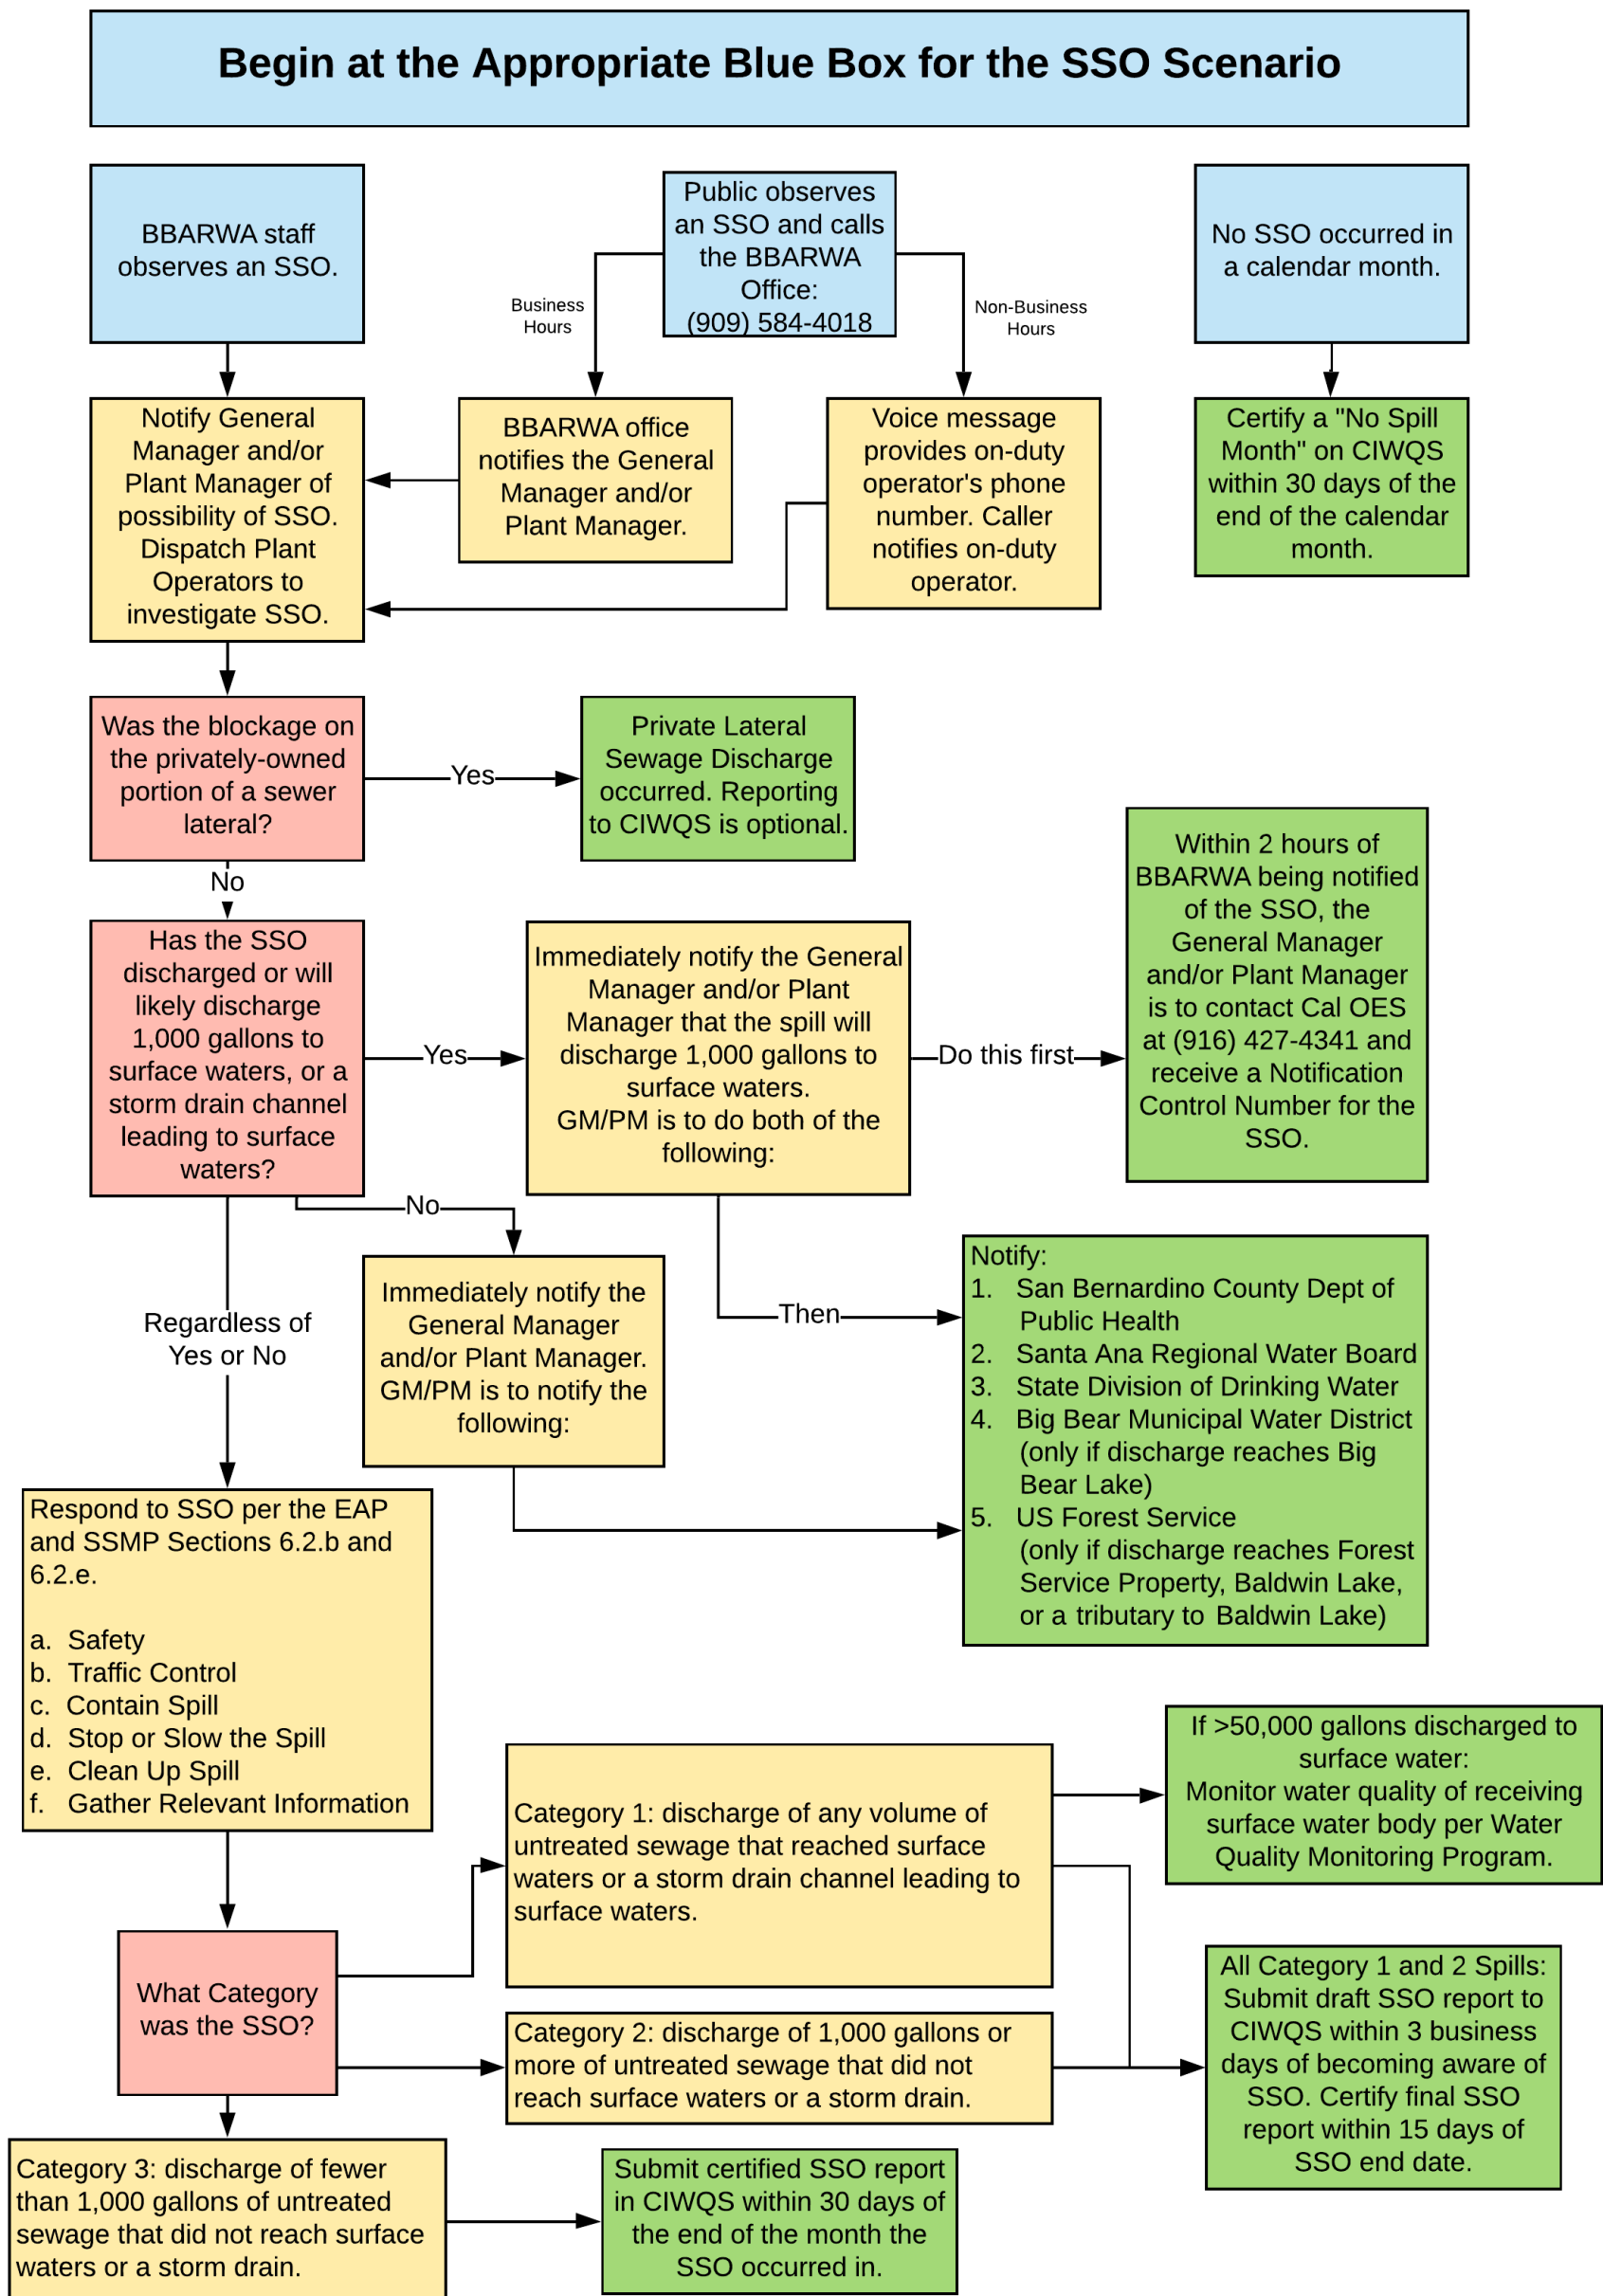 Begin at the Appropriate Blue Box for the SSO Scenario
BBARWA staff
observes an SSO.
Public observes
an SSO and calls
the BBARWA
Office:
(909) 584-4018
No SSO occurred in
a calendar month.
Business
Hours
Non-Business
Hours
Notify General
Manager and/or
Plant Manager of
possibility of SSO.
Dispatch Plant
Operators to
investigate SSO.
BBARWA office
notifies the General
Manager and/or
Plant Manager.
Voice message
provides on-duty
operator's phone
number. Caller
notifies on-duty
operator.
Certify a "No Spill
Month" on CIWQS
within 30 days of the
end of the calendar
month.
Was the blockage on
the privately-owned
portion of a sewer
lateral?
Yes
Private Lateral
Sewage Discharge
occurred. Reporting
to CIWQS is optional.
No
Has the SSO
discharged or will
likely discharge
1,000 gallons to
surface waters, or a
storm drain channel
leading to surface
waters?
Yes
Immediately notify the General
Manager and/or Plant
Manager that the spill will
discharge 1,000 gallons to
surface waters.
GM/PM is to do both of the
following:
Do this first
Within 2 hours of
BBARWA being notified
of the SSO, the
General Manager
and/or Plant Manager
is to contact Cal OES
at (916) 427-4341 and
receive a Notification
Control Number for the
SSO.
No
Immediately notify the
General Manager
and/or Plant Manager.
GM/PM is to notify the
following:
Then
Notify:
1. San Bernardino County Dept of
Public Health
2. Santa Ana Regional Water Board
3. State Division of Drinking Water
4. Big Bear Municipal Water District
(only if discharge reaches Big
Bear Lake)
5. US Forest Service
(only if discharge reaches Forest
Service Property, Baldwin Lake,
or a tributary to Baldwin Lake)
Regardless of
Yes or No
Respond to SSO per the EAP
and SSMP Sections 6.2.b and
6.2.e.
a. Safety
b. Traffic Control
c. Contain Spill
d. Stop or Slow the Spill
e. Clean Up Spill
f. Gather Relevant Information
What Category
was the SSO?
Category 1: discharge of any volume of
untreated sewage that reached surface
waters or a storm drain channel leading to
surface waters.
If >50,000 gallons discharged to
surface water:
Monitor water quality of receiving
surface water body per Water
Quality Monitoring Program.
Category 2: discharge of 1,000 gallons or
more of untreated sewage that did not
reach surface waters or a storm drain.
All Category 1 and 2 Spills:
Submit draft SSO report to
CIWQS within 3 business
days of becoming aware of
SSO. Certify final SSO
report within 15 days of
SSO end date.
Category 3: discharge of fewer
than 1,000 gallons of untreated
sewage that did not reach surface
waters or a storm drain.
Submit certified SSO report
in CIWQS within 30 days of
the end of the month the
SSO occurred in.